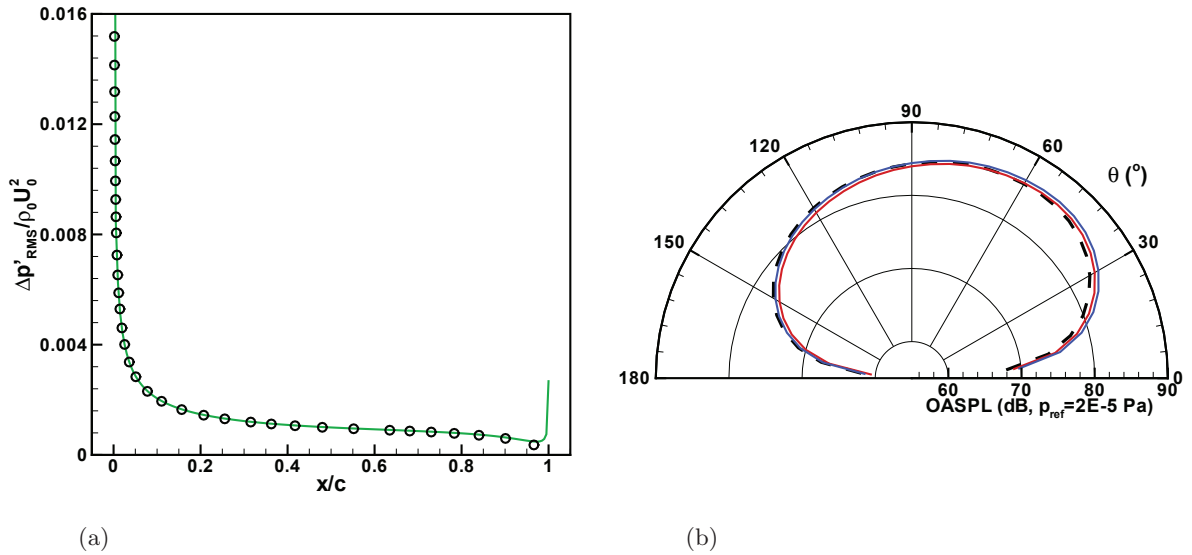 0.016
0.012
0.008
0.004
0
Δp'RMS/ρ0U0²
0 0.2 0.4 0.6 0.8 1
x/c
(a)
90
120 60
θ (°)
150 30
180 60 70 80 90 0
OASPL (dB, pref=2E-5 Pa)
(b)